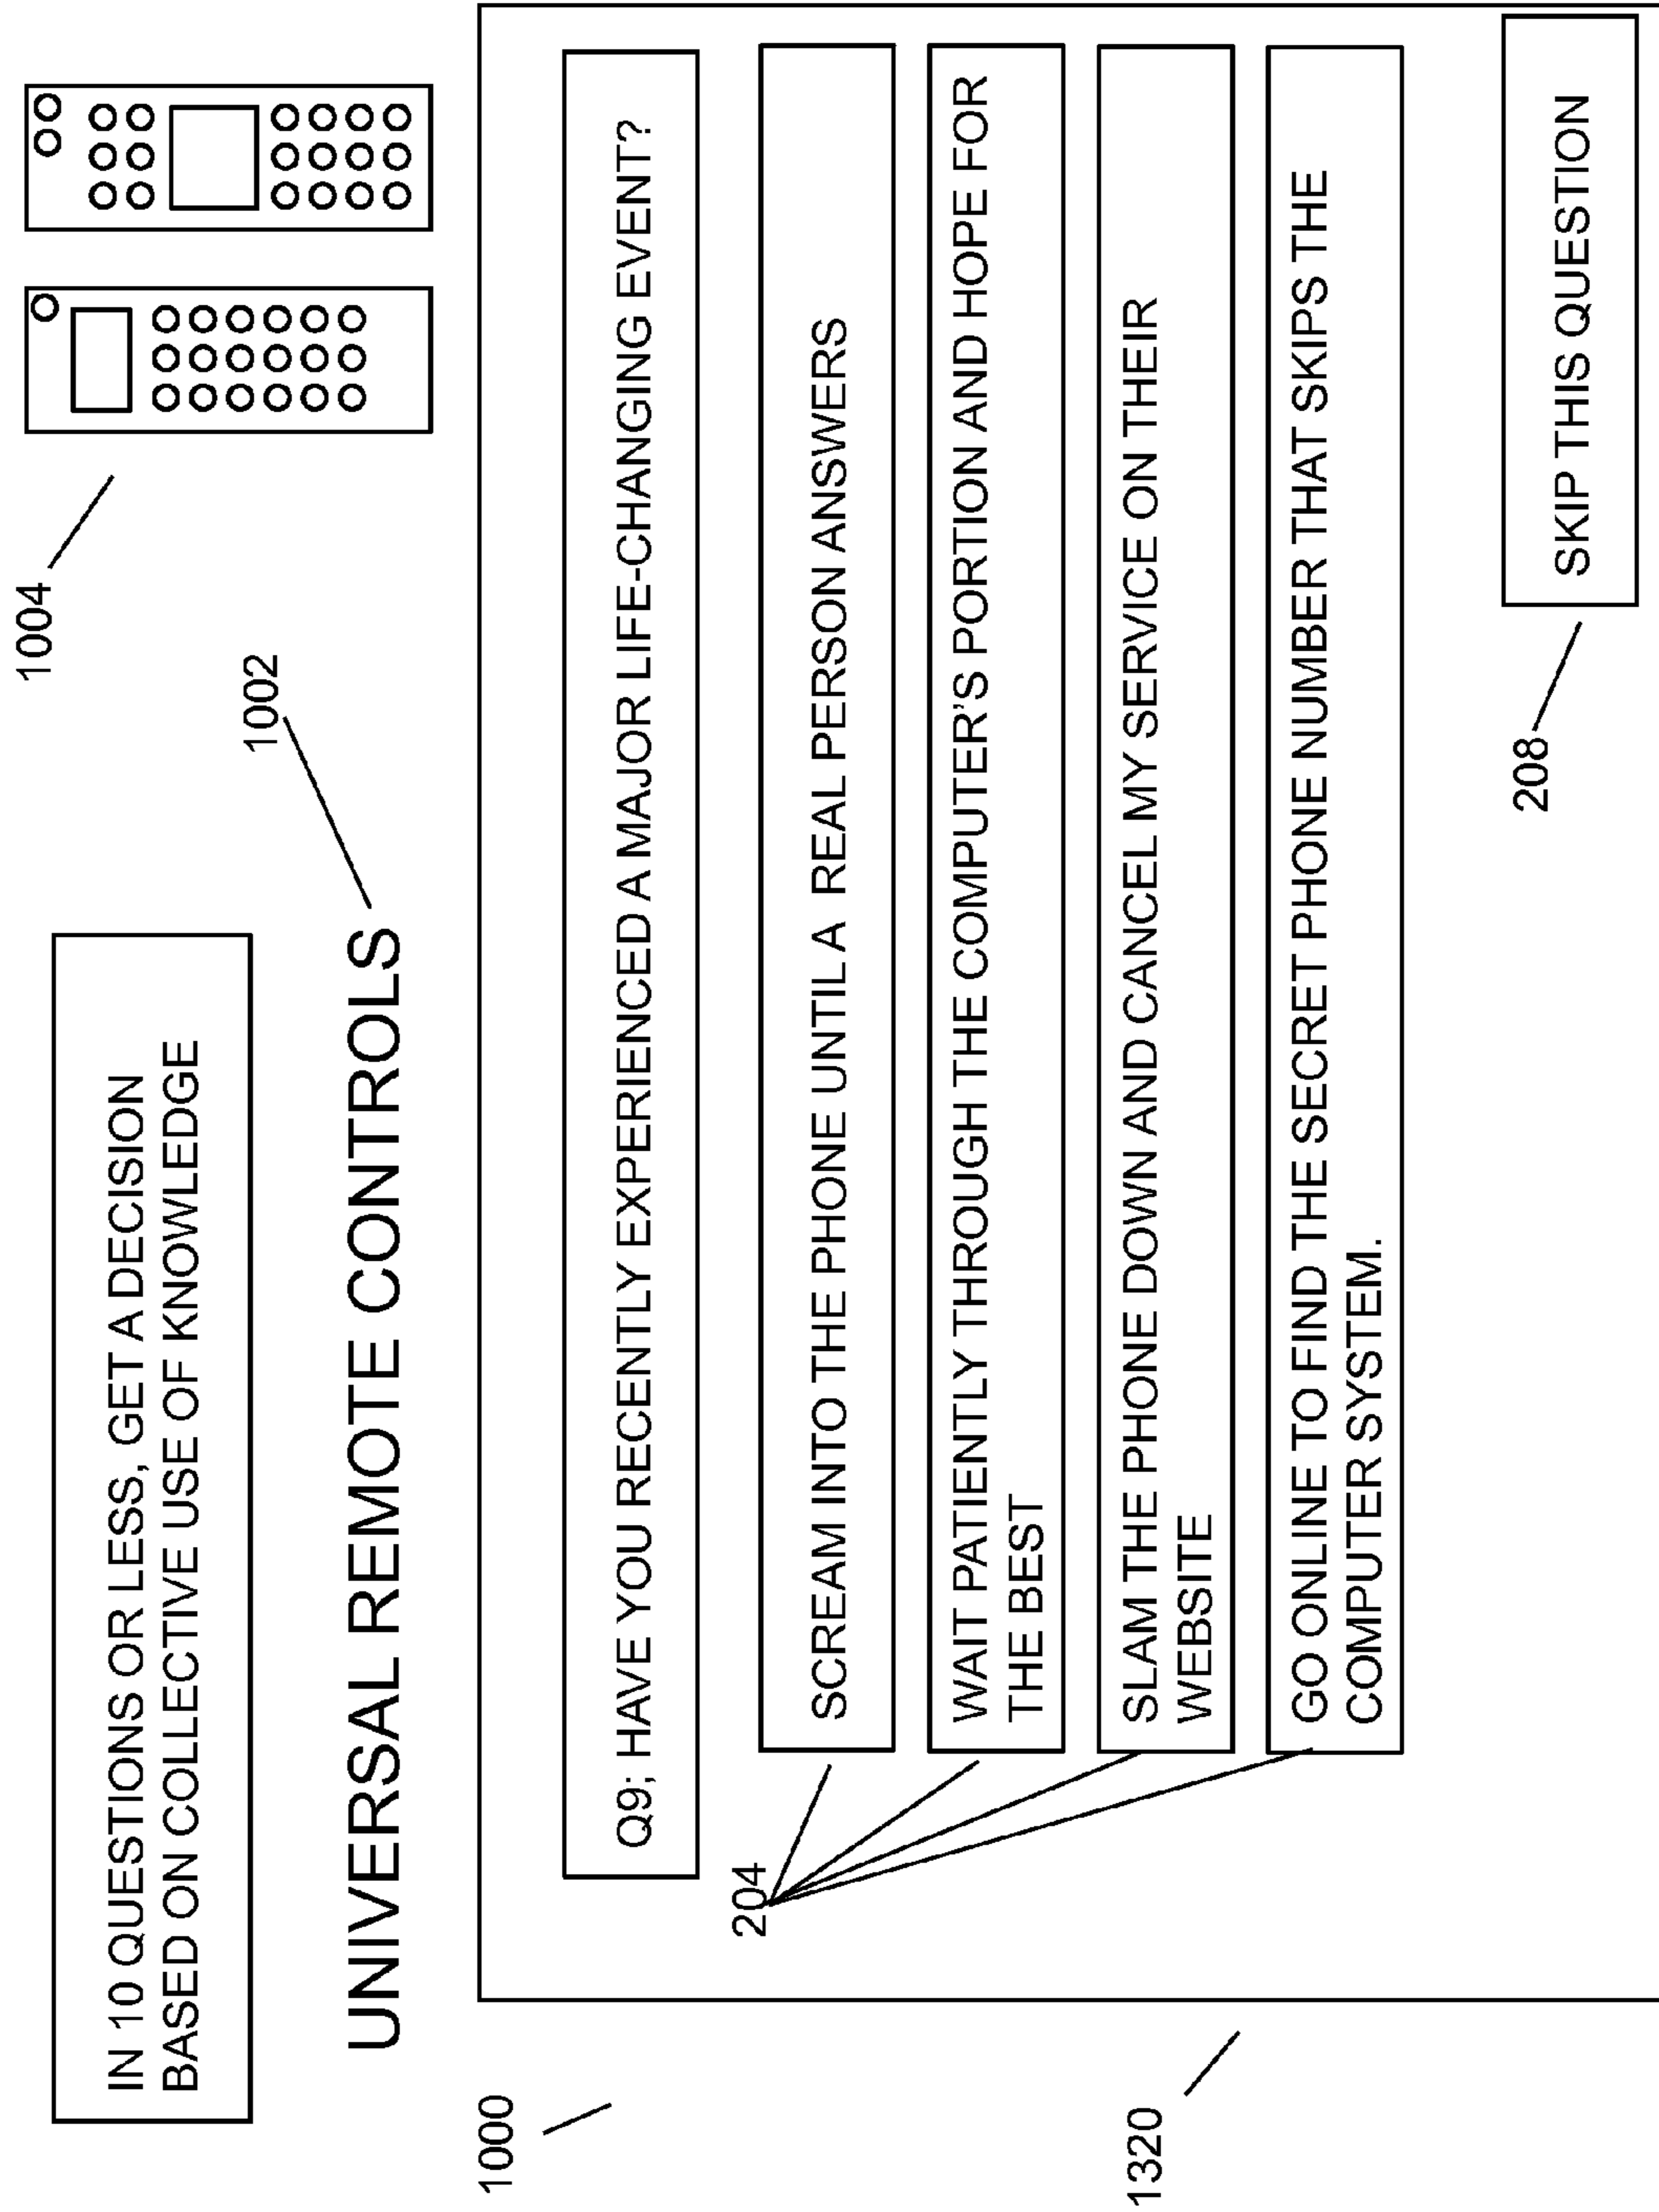 IN 10 QUESTIONS OR LESS, GET A DECISION
BASED ON COLLECTIVE USE OF KNOWLEDGE
1004
UNIVERSAL REMOTE CONTROLS
1002
1000
Q9; HAVE YOU RECENTLY EXPERIENCED A MAJOR LIFE-CHANGING EVENT?
204
SCREAM INTO THE PHONE UNTIL A REAL PERSON ANSWERS
WAIT PATIENTLY THROUGH THE COMPUTER'S PORTION AND HOPE FOR
THE BEST
SLAM THE PHONE DOWN AND CANCEL MY SERVICE ON THEIR
WEBSITE
GO ONLINE TO FIND THE SECRET PHONE NUMBER THAT SKIPS THE
COMPUTER SYSTEM.
1320
208
SKIP THIS QUESTION